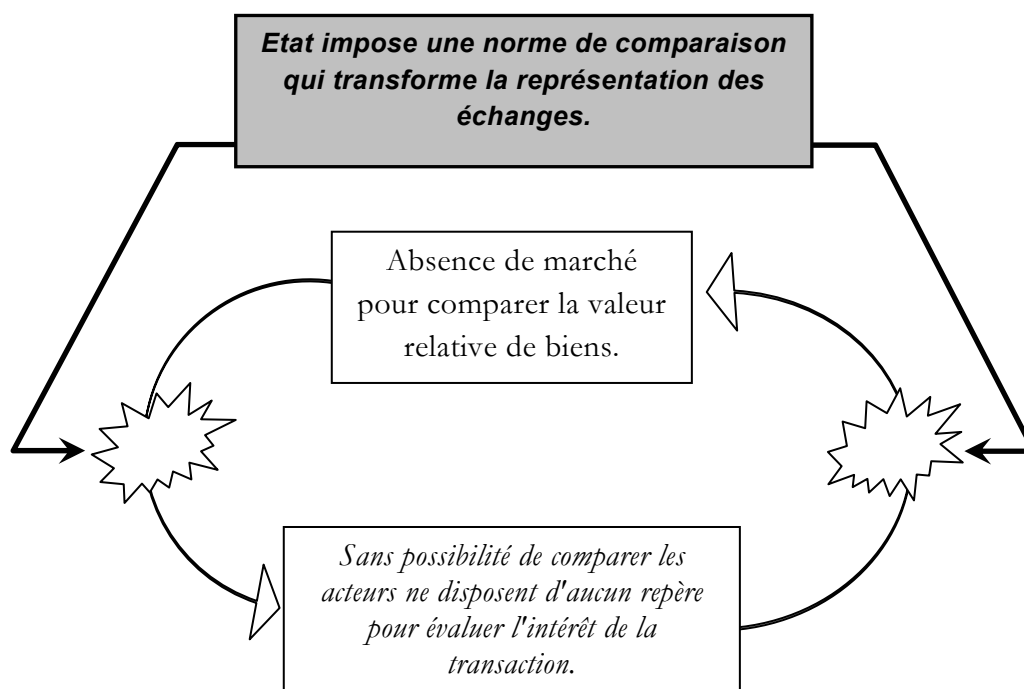 Etat impose une norme de comparaison
qui transforme la représentation des
échanges.
Absence de marché
pour comparer la valeur
relative de biens.
Sans possibilité de comparer les
acteurs ne disposent d'aucun repère
pour évaluer l'intérêt de la
transaction.